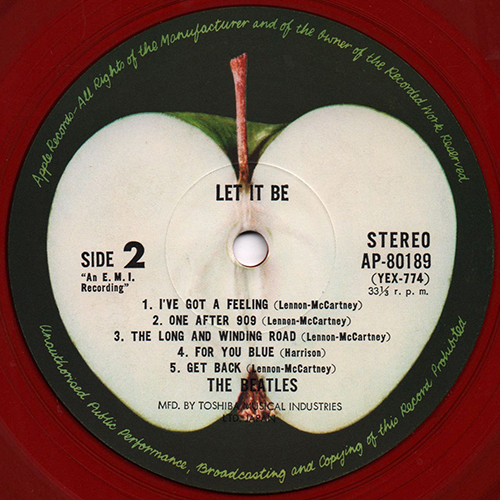 Apple Records-All Rights of the Manufacturer and of the Owner of the Recorded Work Reserved
LET IT BE
SIDE 2
"An E. M. I.
Recording"
STEREO
AP-80189
(YEX-774)
33⅓ r. p. m.
1. I'VE GOT A FEELING (Lennon-McCartney)
2. ONE AFTER 909 (Lennon-McCartney)
3. THE LONG AND WINDING ROAD (Lennon-McCartney)
4. FOR YOU BLUE (Harrison)
5. GET BACK (Lennon-McCartney)
THE BEATLES
MFD. BY TOSHIBA MUSICAL INDUSTRIES
LTD. JAPAN
Unauthorised Public Performance, Broadcasting and Copying of this Record Prohibited